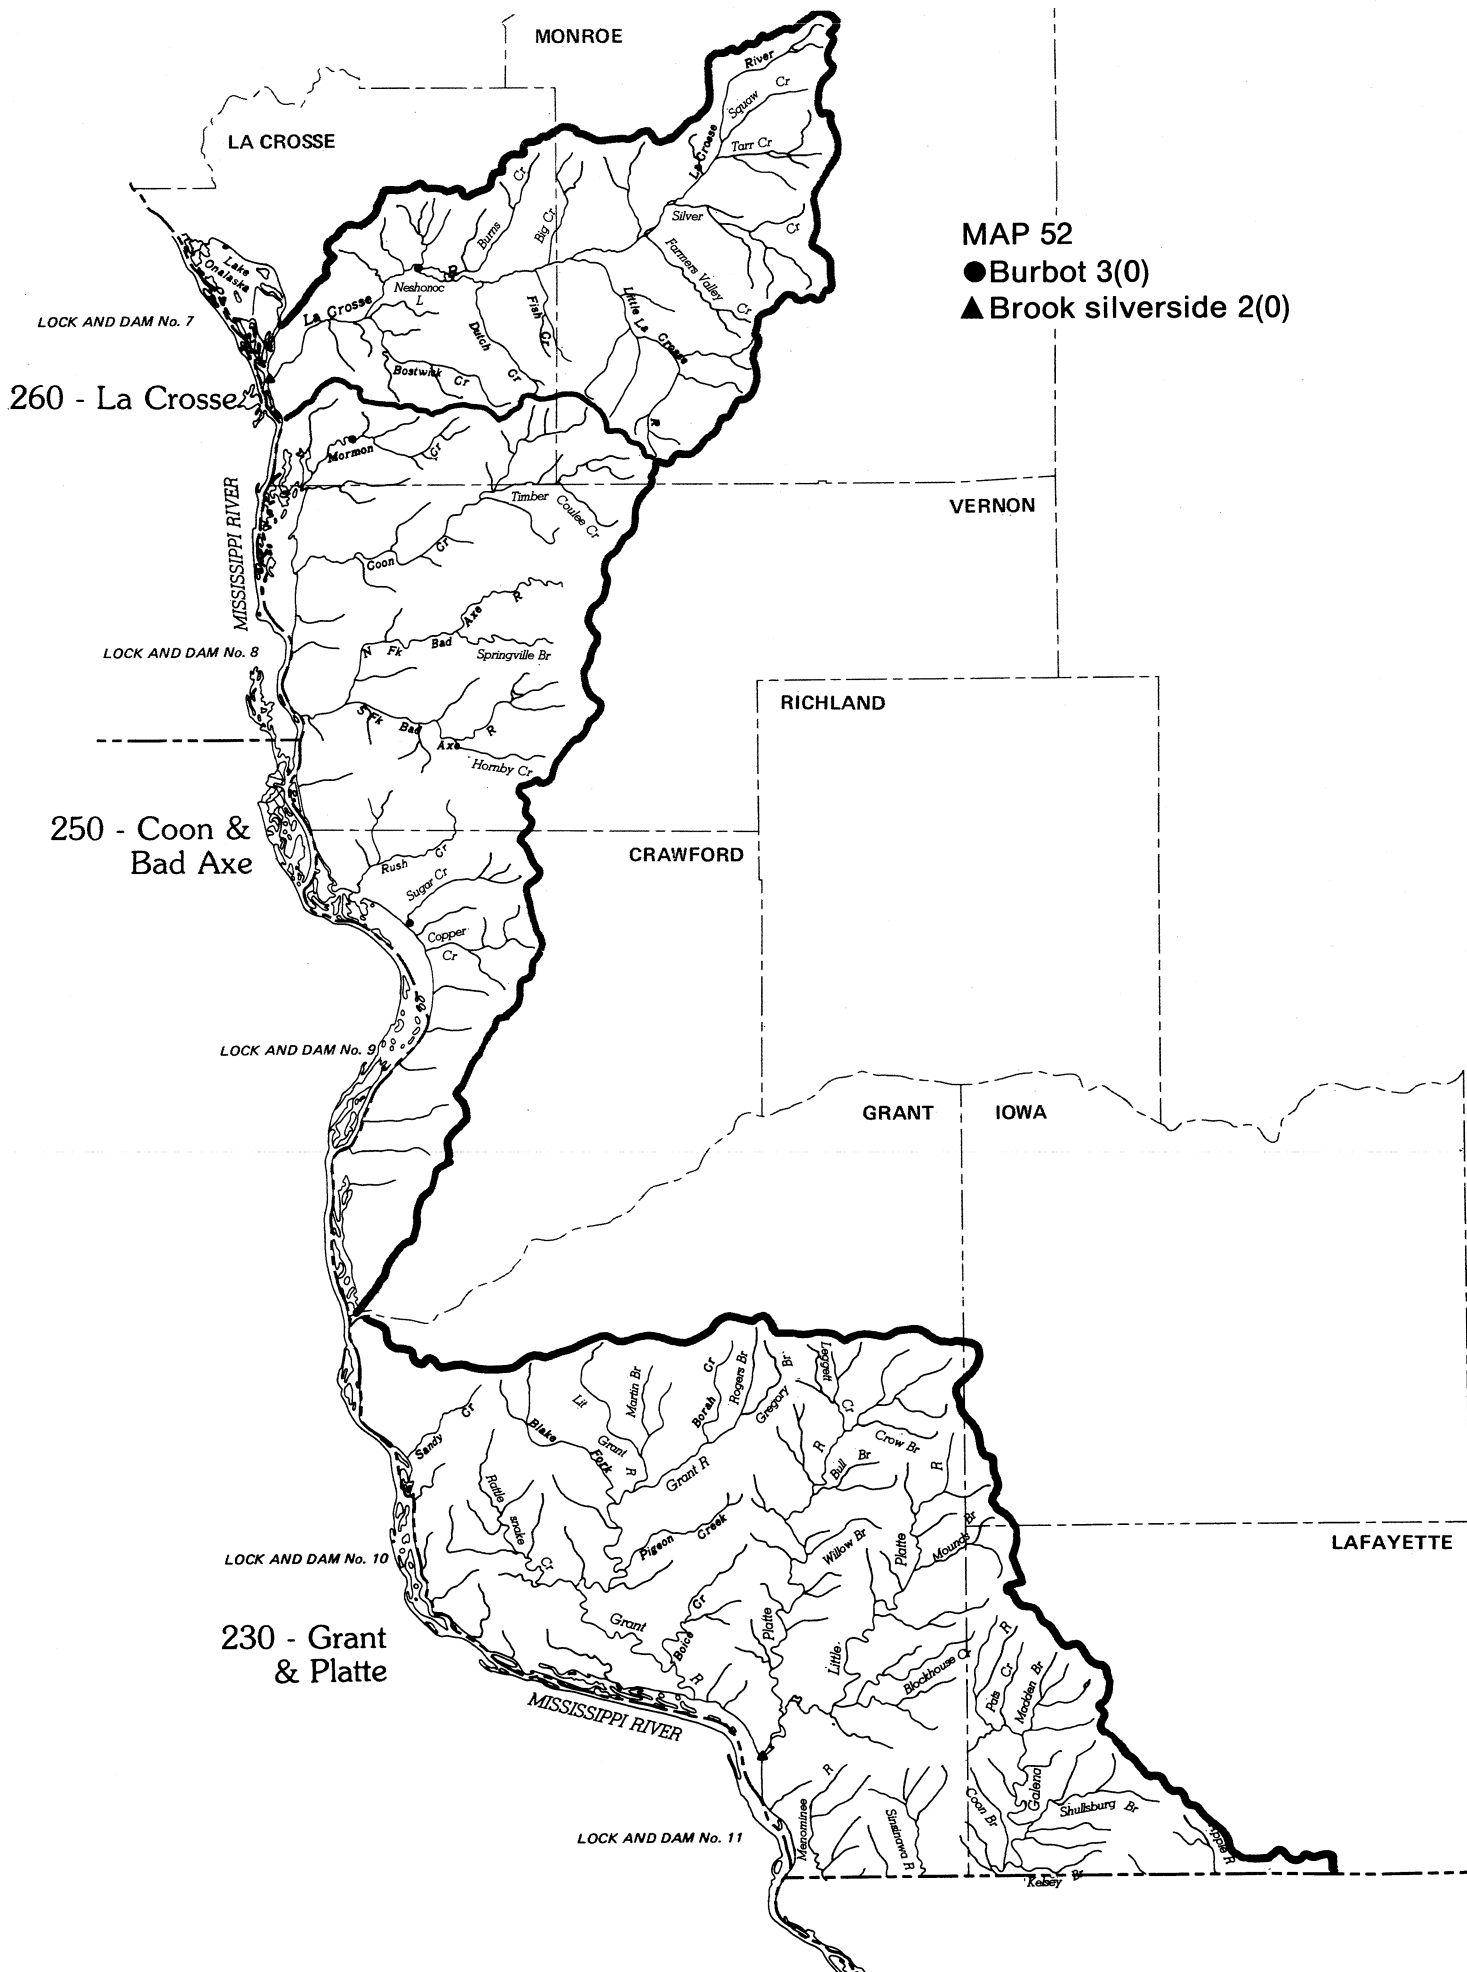 MONROE
River
Cr
Squaw
LA CROSSE
La Crosse
Tarr Cr
Cr
Silver
Burns
Big Cr
Cr
MAP 52
Lake
Onalaska
Farmers Valley
Cr
●Burbot 3(0)
R
Neshonoc
L
▲Brook silverside 2(0)
La Crosse
Fish
Cr
Little La Crosse
R
LOCK AND DAM No. 7
Dutch
Cr
Bostwick
Cr
260 - La Crosse
Mormon
Cr
MISSISSIPPI RIVER
Timber
Coulee Cr
VERNON
Coon
Cr
Axe
R
LOCK AND DAM No. 8
N
Fk
Bad
Springville Br
RICHLAND
S Fk
Bad
Axe
R
Hornby Cr
250 - Coon &
Bad Axe
CRAWFORD
Rush
Cr
Sugar Cr
Copper
Cr
LOCK AND DAM No. 9
GRANT
IOWA
Leggett
Cr
Martin Br
Borah
Cr
Rogers Br
Gregory
Br
Lit
Grant
R
Sandy
Cr
Blake
Fork
Crow Br
R
Bull
Br
R
Grant R
Rattle
snake
Cr
Pigeon
Creek
Willow Br
Platte
Mounds
Br
LAFAYETTE
LOCK AND DAM No. 10
Grant
R
Boice
Cr
Platte
R
Little
230 - Grant
& Platte
Blockhouse Cr
R
Pats
Cr
Madden Br
MISSISSIPPI RIVER
Menominee
R
Sinsinawa R
Coon Br
Galena
Shullsburg
Br
Apple R
LOCK AND DAM No. 11
Kelsey
Br